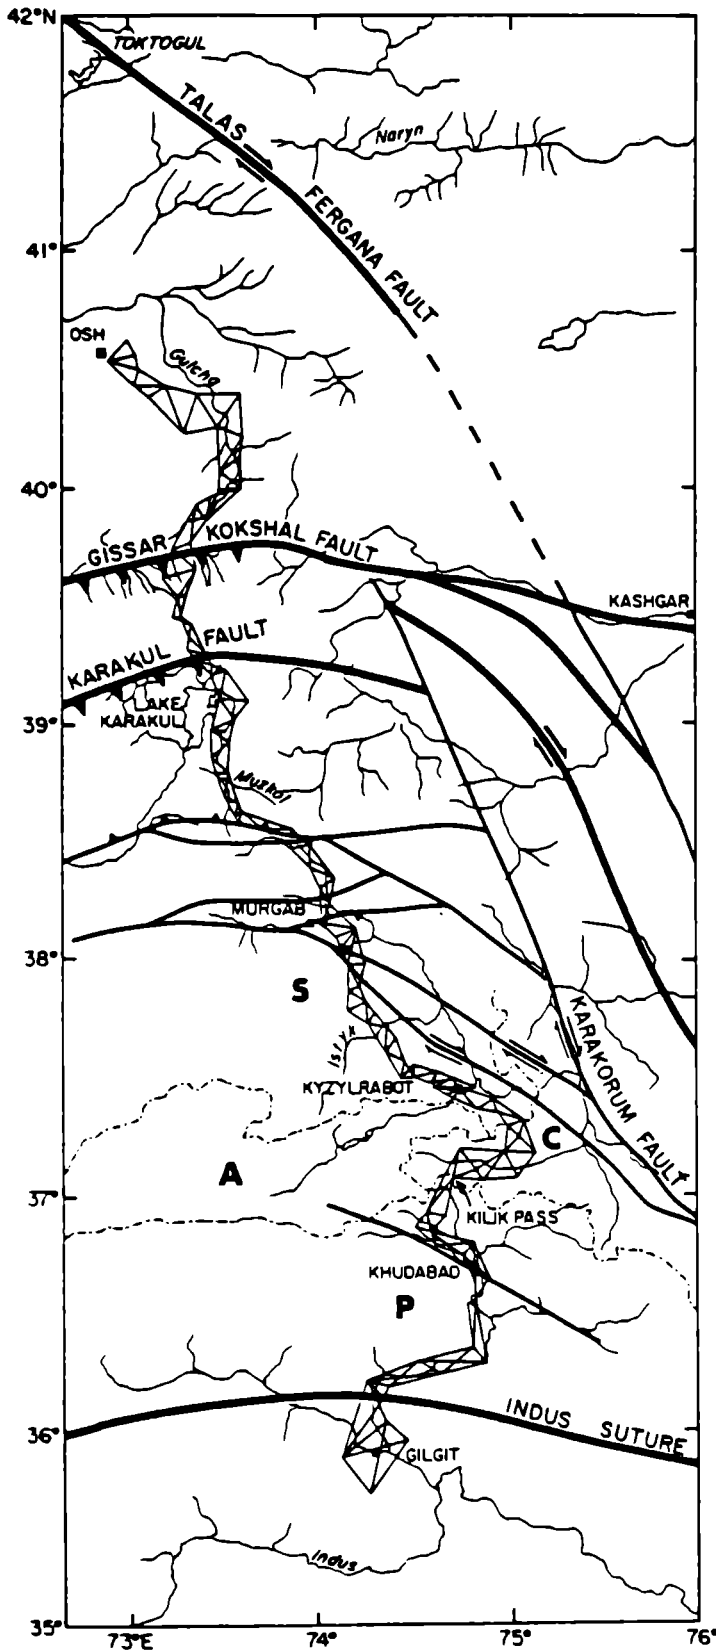 42°N
TOKTOGUL
TALAS FERGANA FAULT
Naryn
41°
OSH
Gulcha
40°
GISSAR KOKSHAL FAULT
KASHGAR
KARAKUL FAULT
LAKE
KARAKUL
39°
Muzkol
MURGAB
38°
S
Istyk
KARAKORUM FAULT
KYZYLRABOT
C
A
37°
KILIK PASS
KHUDABAD
P
INDUS SUTURE
36°
GILGIT
Indus
35°
73°E
74°
75°
76°